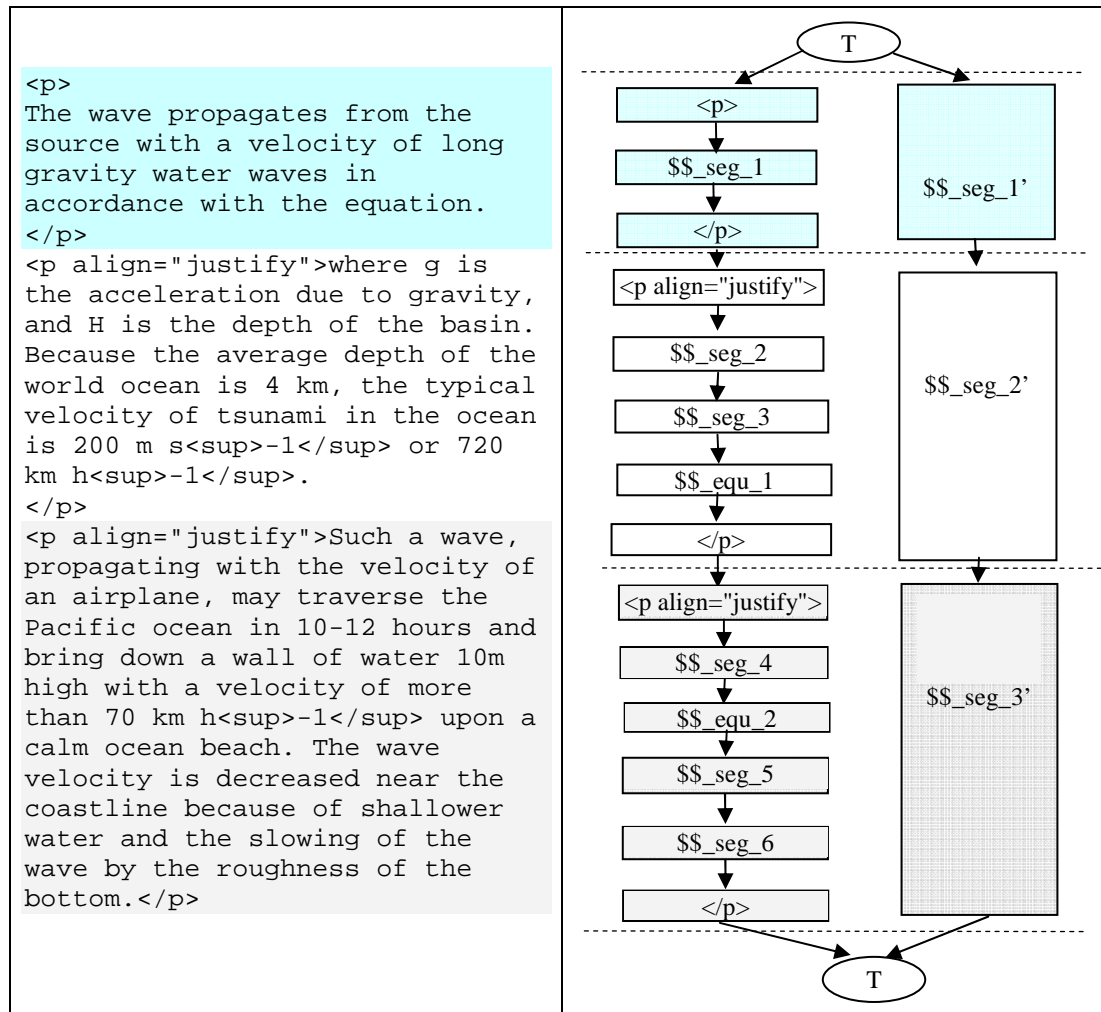 <p>
The wave propagates from the
source with a velocity of long
gravity water waves in
accordance with the equation.
</p>
<p align="justify">where g is
the acceleration due to gravity,
and H is the depth of the basin.
Because the average depth of the
world ocean is 4 km, the typical
velocity of tsunami in the ocean
is 200 m s<sup>-1</sup> or 720
km h<sup>-1</sup>.
</p>
<p align="justify">Such a wave,
propagating with the velocity of
an airplane, may traverse the
Pacific ocean in 10-12 hours and
bring down a wall of water 10m
high with a velocity of more
than 70 km h<sup>-1</sup> upon a
calm ocean beach. The wave
velocity is decreased near the
coastline because of shallower
water and the slowing of the
wave by the roughness of the
bottom.</p>
T
<p>
$$_seg_1
</p>
$$_seg_1’
<p align="justify">
$$_seg_2
$$_seg_3
$$_equ_1
</p>
$$_seg_2’
<p align="justify">
$$_seg_4
$$_equ_2
$$_seg_5
$$_seg_6
</p>
$$_seg_3’
T